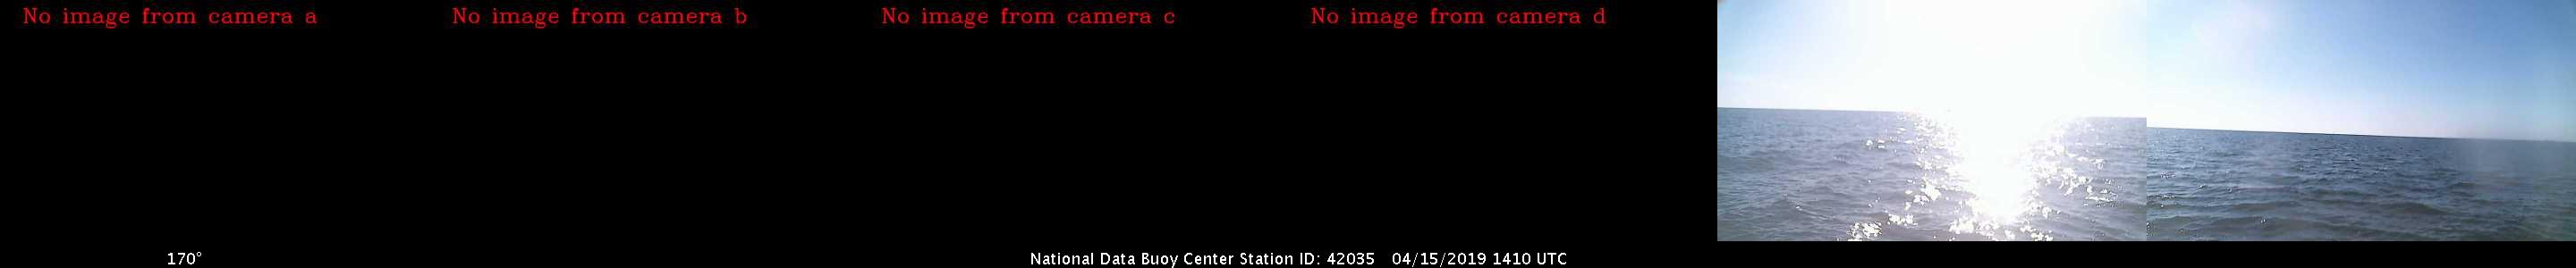 No image from camera a
No image from camera b
No image from camera c
No image from camera d
170°
National Data Buoy Center Station ID: 42035 04/15/2019 1410 UTC